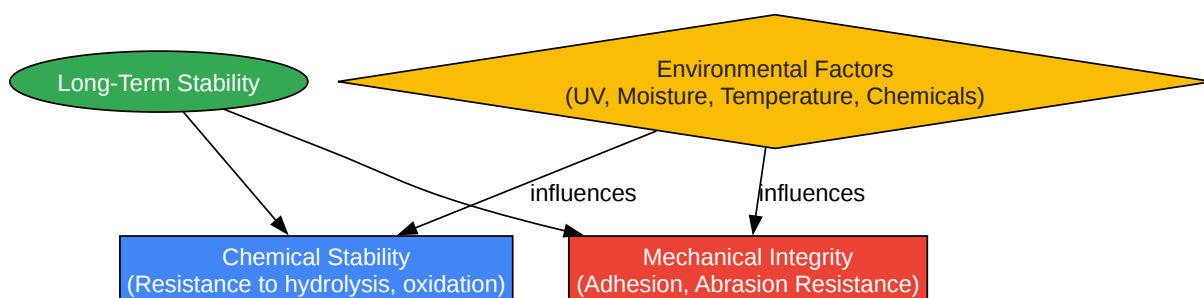 Long-Term Stability
Environmental Factors
(UV, Moisture, Temperature, Chemicals)
influences
influences
Chemical Stability
(Resistance to hydrolysis, oxidation)
Mechanical Integrity
(Adhesion, Abrasion Resistance)